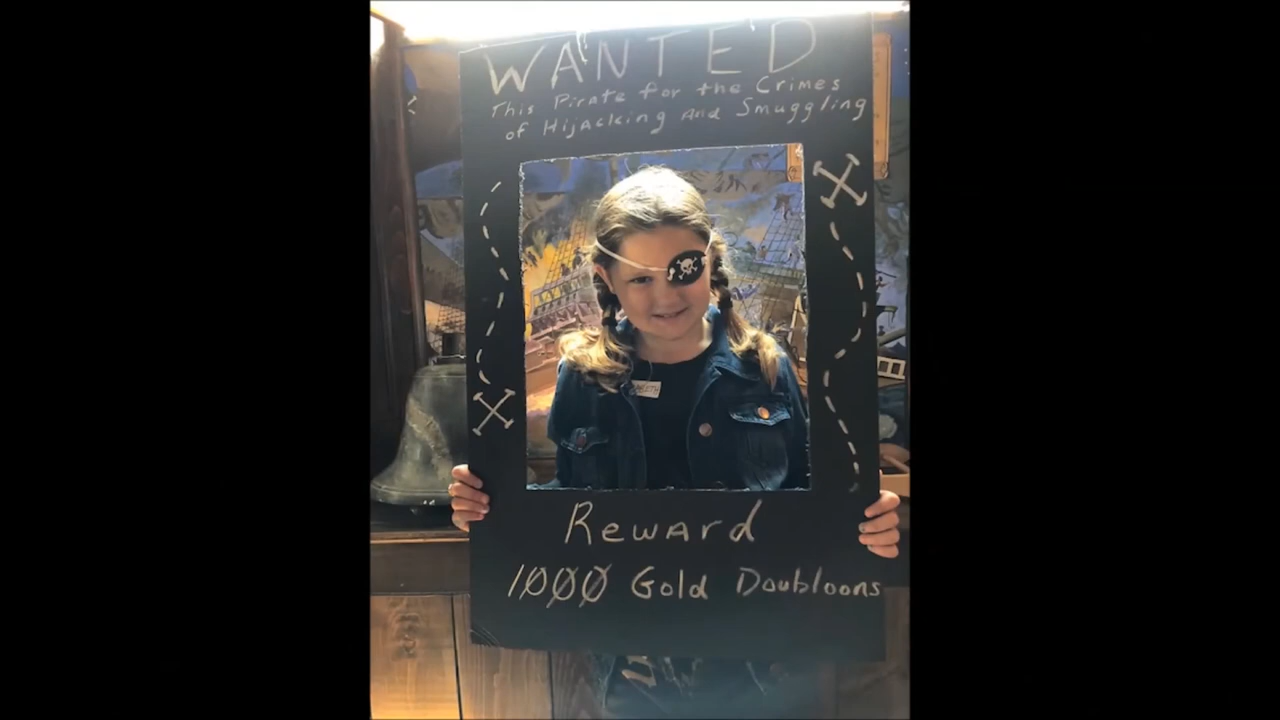 WANTED
This Pirate for the Crimes
of Hijacking And Smuggling
Reward
1000 Gold Doubloons